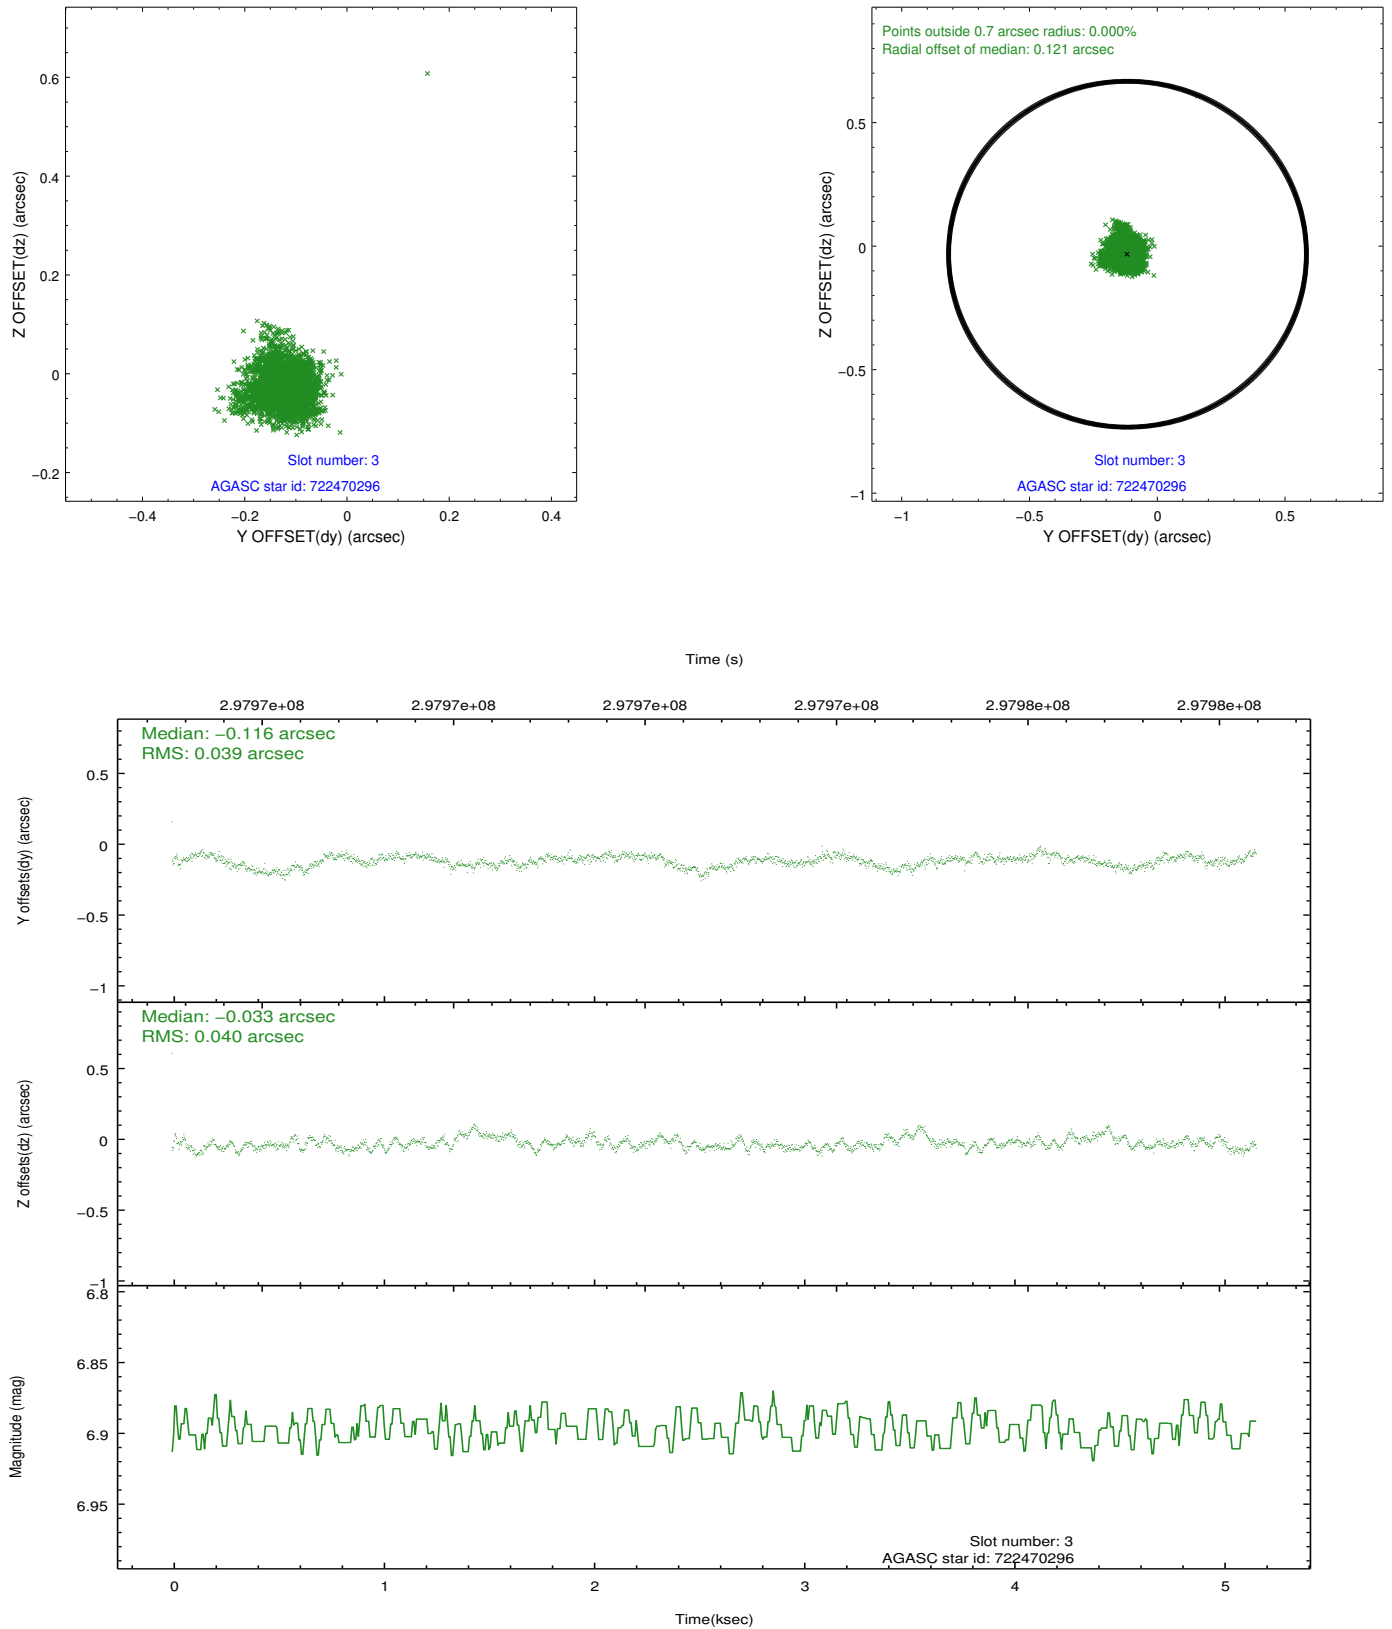 0.6
0.4
0.2
0
−0.2
Z OFFSET(dz) (arcsec)
Slot number: 3
AGASC star id: 722470296
−0.4 −0.2 0 0.2 0.4
Y OFFSET(dy) (arcsec)
Points outside 0.7 arcsec radius: 0.000%
Radial offset of median: 0.121 arcsec
0.5
0
−0.5
−1
Z OFFSET(dz) (arcsec)
Slot number: 3
AGASC star id: 722470296
−1 −0.5 0 0.5
Y OFFSET(dy) (arcsec)
Time (s)
2.9797e+08 2.9797e+08 2.9797e+08 2.9797e+08 2.9798e+08 2.9798e+08
Median: −0.116 arcsec
RMS: 0.039 arcsec
0.5
0
−0.5
−1
Y offsets(dy) (arcsec)
Median: −0.033 arcsec
RMS: 0.040 arcsec
0.5
0
−0.5
−1
Z offsets(dz) (arcsec)
6.8
6.85
6.9
6.95
Magnitude (mag)
Slot number: 3
AGASC star id: 722470296
0 1 2 3 4 5
Time(ksec)